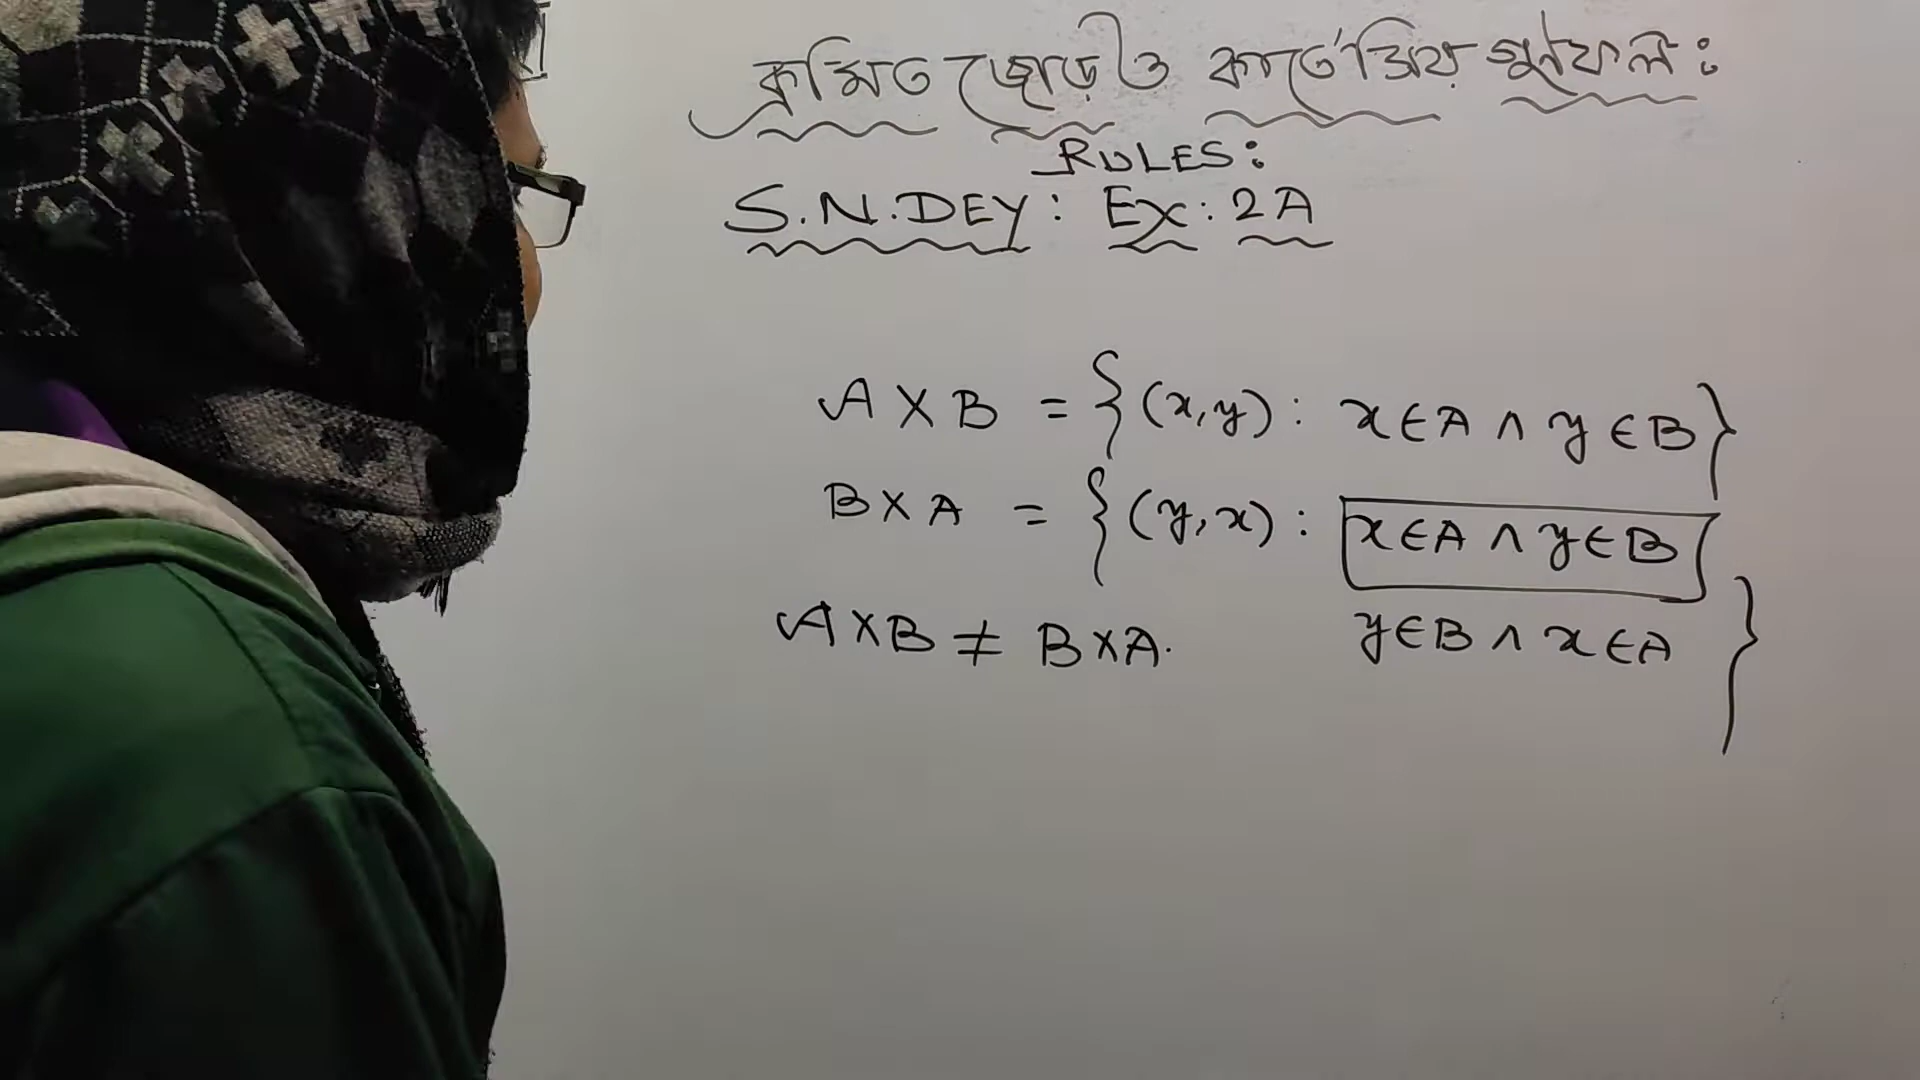 ক্রমিত জোড় ও কার্তেজিয় গুণফল :
RULES:
S.N.DEY : Ex: 2A
A X B = {(x,y) : x∈A ∧ y∈B}
B X A = {(y,x) : x∈A ∧ y∈B
A X B ≠ B X A. y∈B ∧ x∈A }